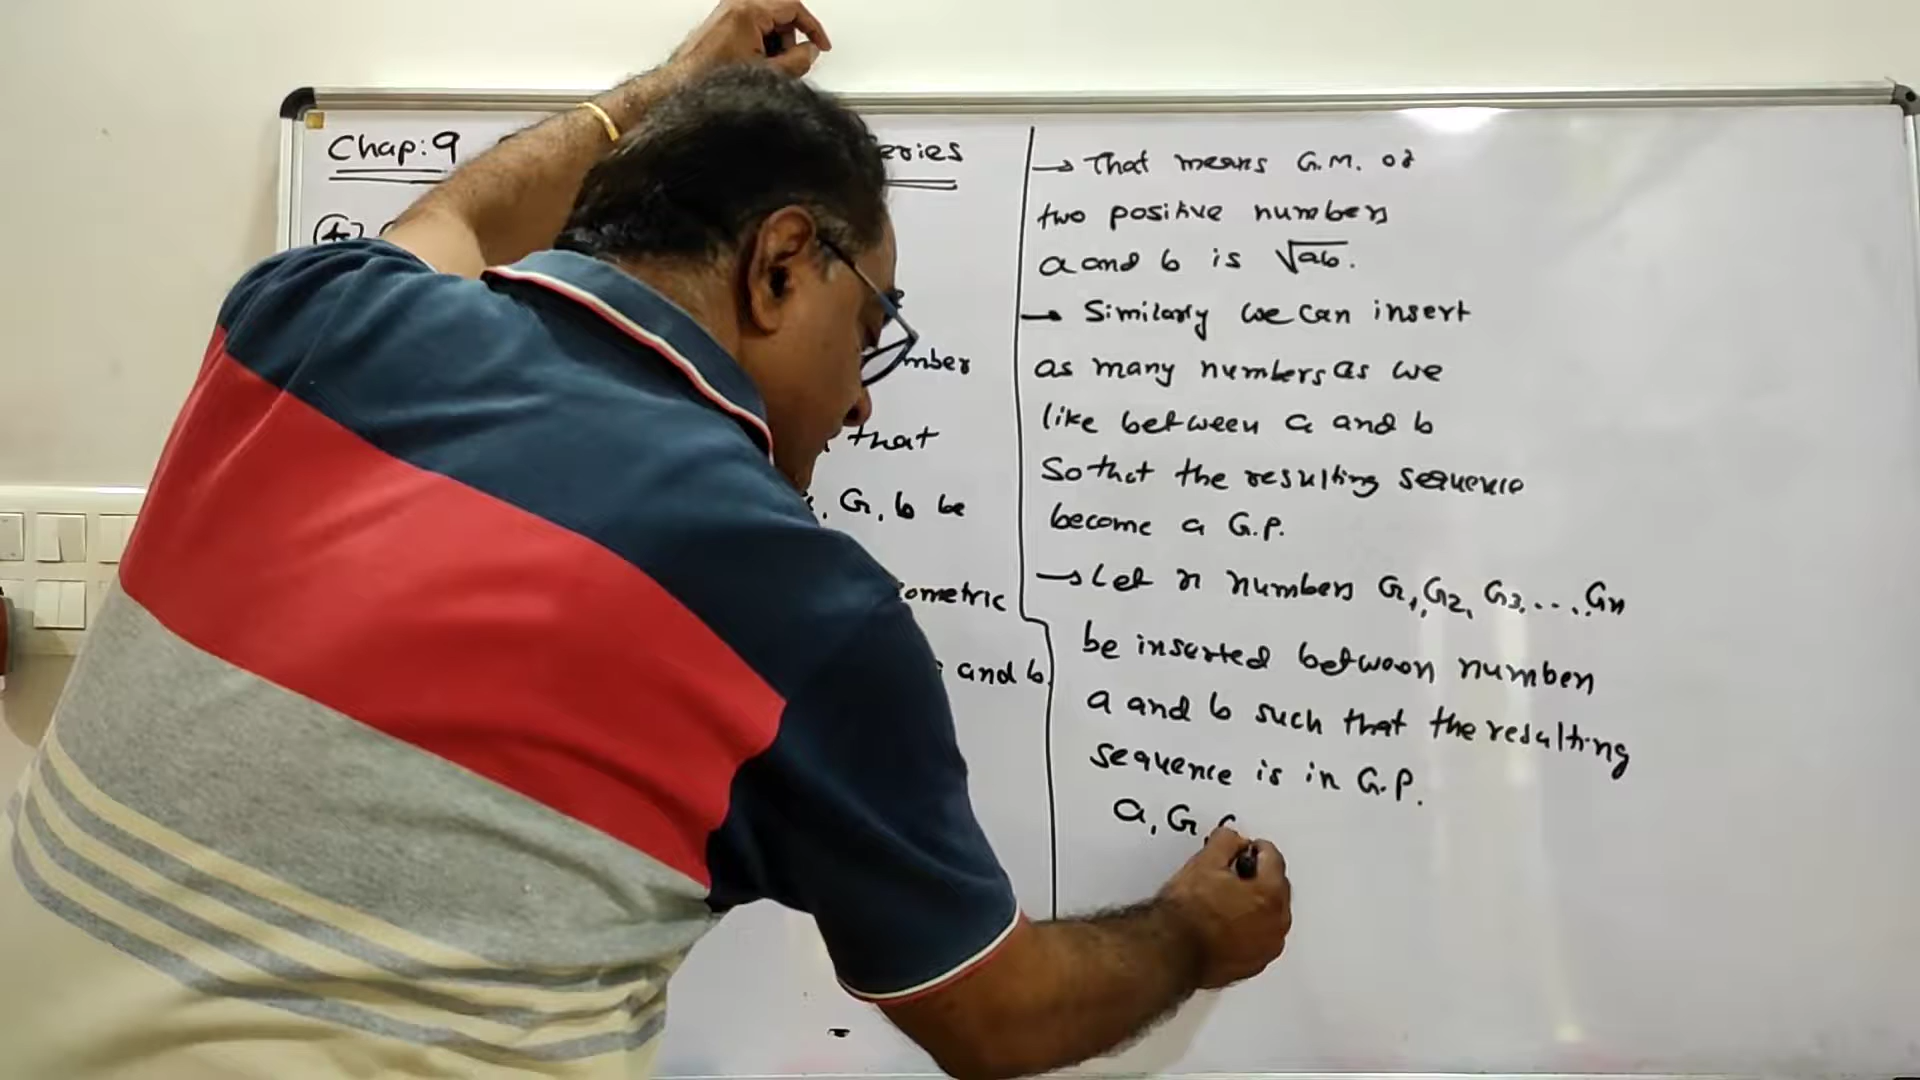 Chap: 9
eries
mber
that
, G, b be
ometric
and b.
→ That means G.M. of
two positive numbers
a and b is √ab.
→ Similarly we can insert
as many numbers as we
like between a and b
So that the resulting sequence
become a G.P.
→ Let n numbers G1, G2, G3, ..., Gn
be inserted between number
a and b such that the resulting
sequence is in G.P.
a, G,